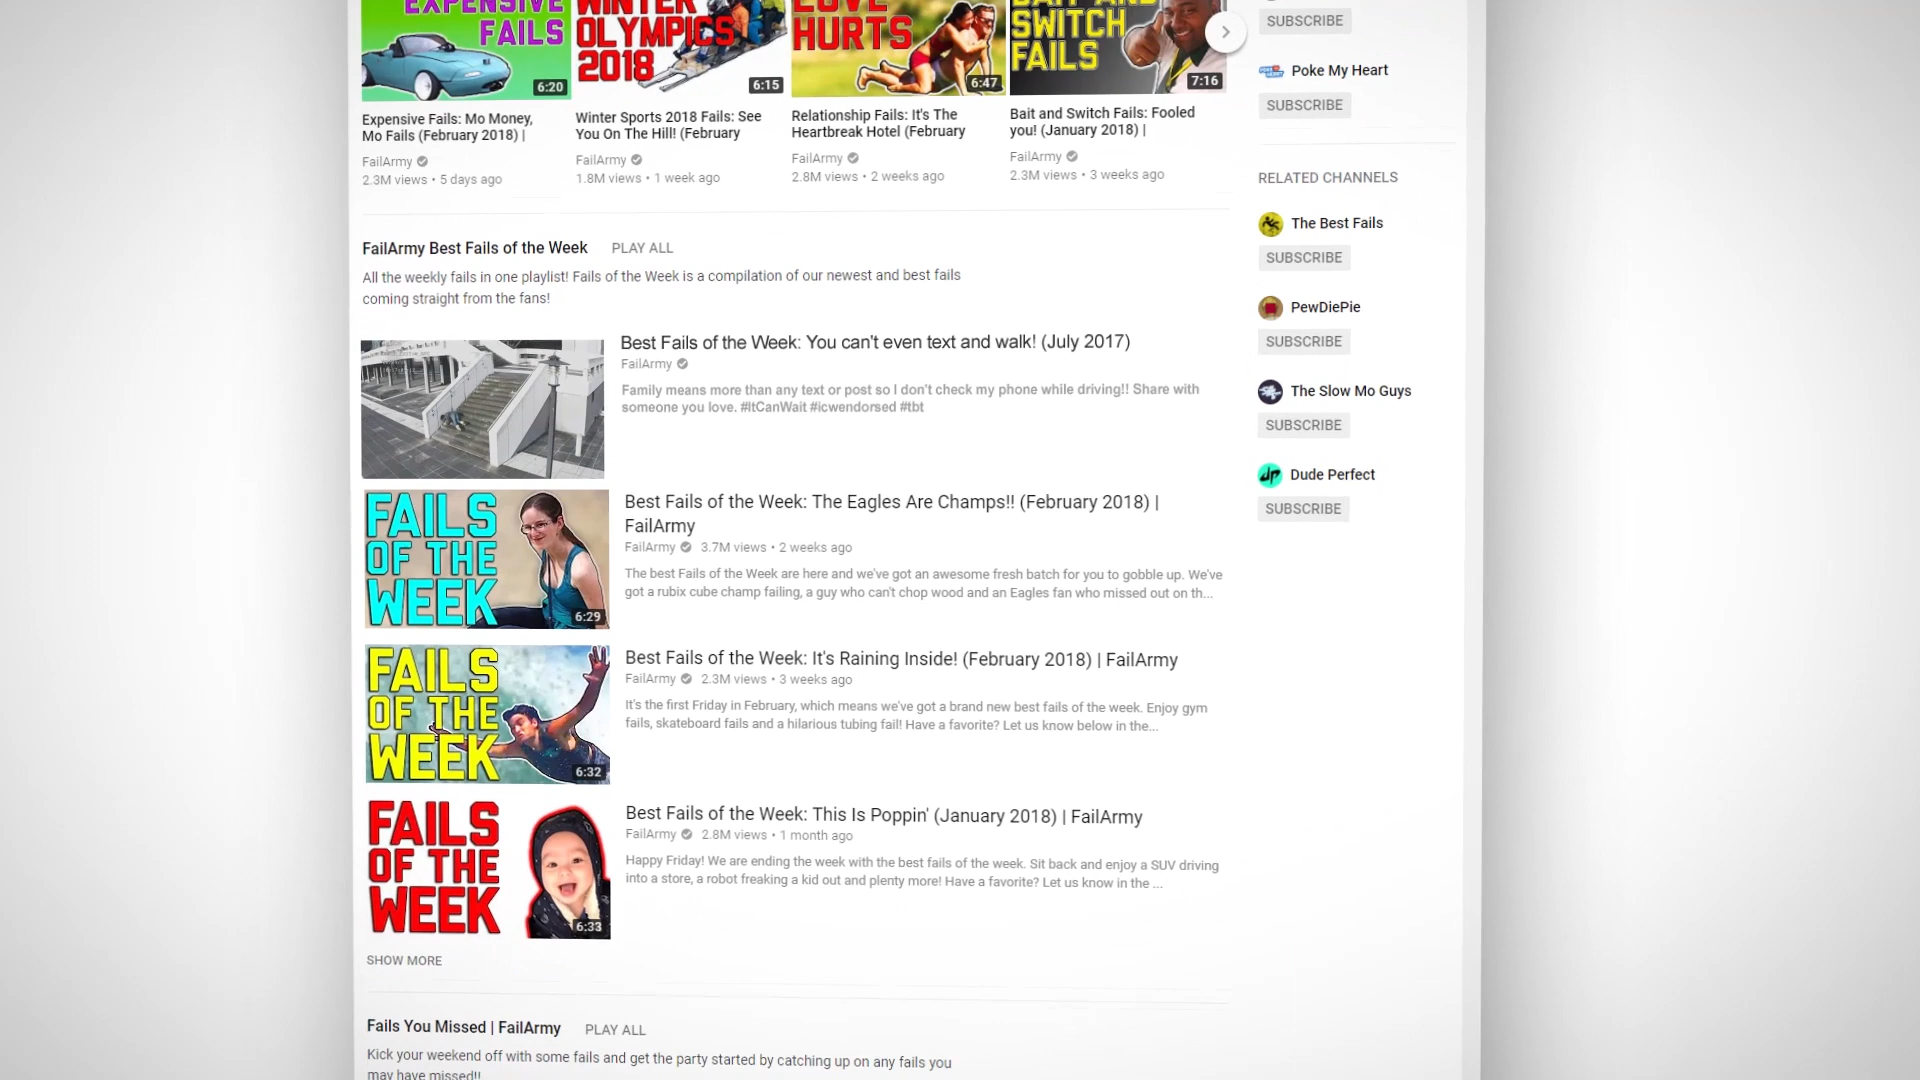 EXPENSIVE
FAILS
6:20
WINTER
OLYMPICS
2018
6:15
LOVE
HURTS
6:47
BAIT AND
SWITCH
FAILS
7:16
Expensive Fails: Mo Money,
Mo Fails (February 2018) |
FailArmy
2.3M views • 5 days ago
Winter Sports 2018 Fails: See
You On The Hill! (February
FailArmy
1.8M views • 1 week ago
Relationship Fails: It's The
Heartbreak Hotel (February
FailArmy
2.8M views • 2 weeks ago
Bait and Switch Fails: Fooled
you! (January 2018) |
FailArmy
2.3M views • 3 weeks ago
FailArmy Best Fails of the Week PLAY ALL
All the weekly fails in one playlist! Fails of the Week is a compilation of our newest and best fails
coming straight from the fans!
Best Fails of the Week: You can't even text and walk! (July 2017)
FailArmy
Family means more than any text or post so I don't check my phone while driving!! Share with
someone you love. #ItCanWait #icwendorsed #tbt
FAILS
OF THE
WEEK
6:29
Best Fails of the Week: The Eagles Are Champs!! (February 2018) |
FailArmy
FailArmy 3.7M views • 2 weeks ago
The best Fails of the Week are here and we've got an awesome fresh batch for you to gobble up. We've
got a rubix cube champ failing, a guy who can't chop wood and an Eagles fan who missed out on th...
FAILS
OF THE
WEEK
6:32
Best Fails of the Week: It's Raining Inside! (February 2018) | FailArmy
FailArmy 2.3M views • 3 weeks ago
It's the first Friday in February, which means we've got a brand new best fails of the week. Enjoy gym
fails, skateboard fails and a hilarious tubing fail! Have a favorite? Let us know below in the...
FAILS
OF THE
WEEK
6:33
Best Fails of the Week: This Is Poppin' (January 2018) | FailArmy
FailArmy 2.8M views • 1 month ago
Happy Friday! We are ending the week with the best fails of the week. Sit back and enjoy a SUV driving
into a store, a robot freaking a kid out and plenty more! Have a favorite? Let us know in the ...
SHOW MORE
Fails You Missed | FailArmy PLAY ALL
Kick your weekend off with some fails and get the party started by catching up on any fails you
may have missed!!
SUBSCRIBE
Poke My Heart
SUBSCRIBE
RELATED CHANNELS
The Best Fails
SUBSCRIBE
PewDiePie
SUBSCRIBE
The Slow Mo Guys
SUBSCRIBE
dp Dude Perfect
SUBSCRIBE